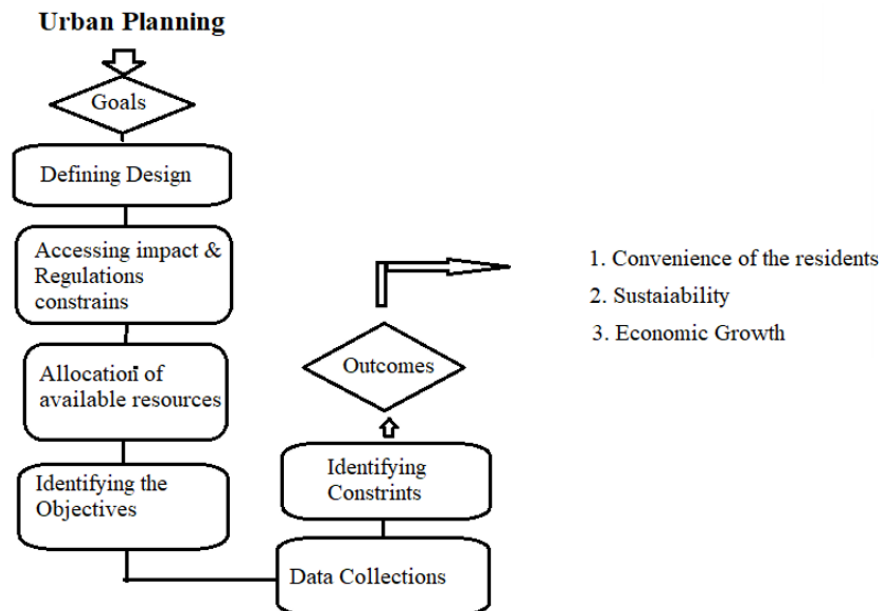 Urban Planning
Goals
Defining Design
Accessing impact &
Regulations
constrains
Allocation of
available resources
Identifying the
Objectives
Data Collections
Identifying
Constrints
Outcomes
1. Convenience of the residents
2. Sustaiability
3. Economic Growth